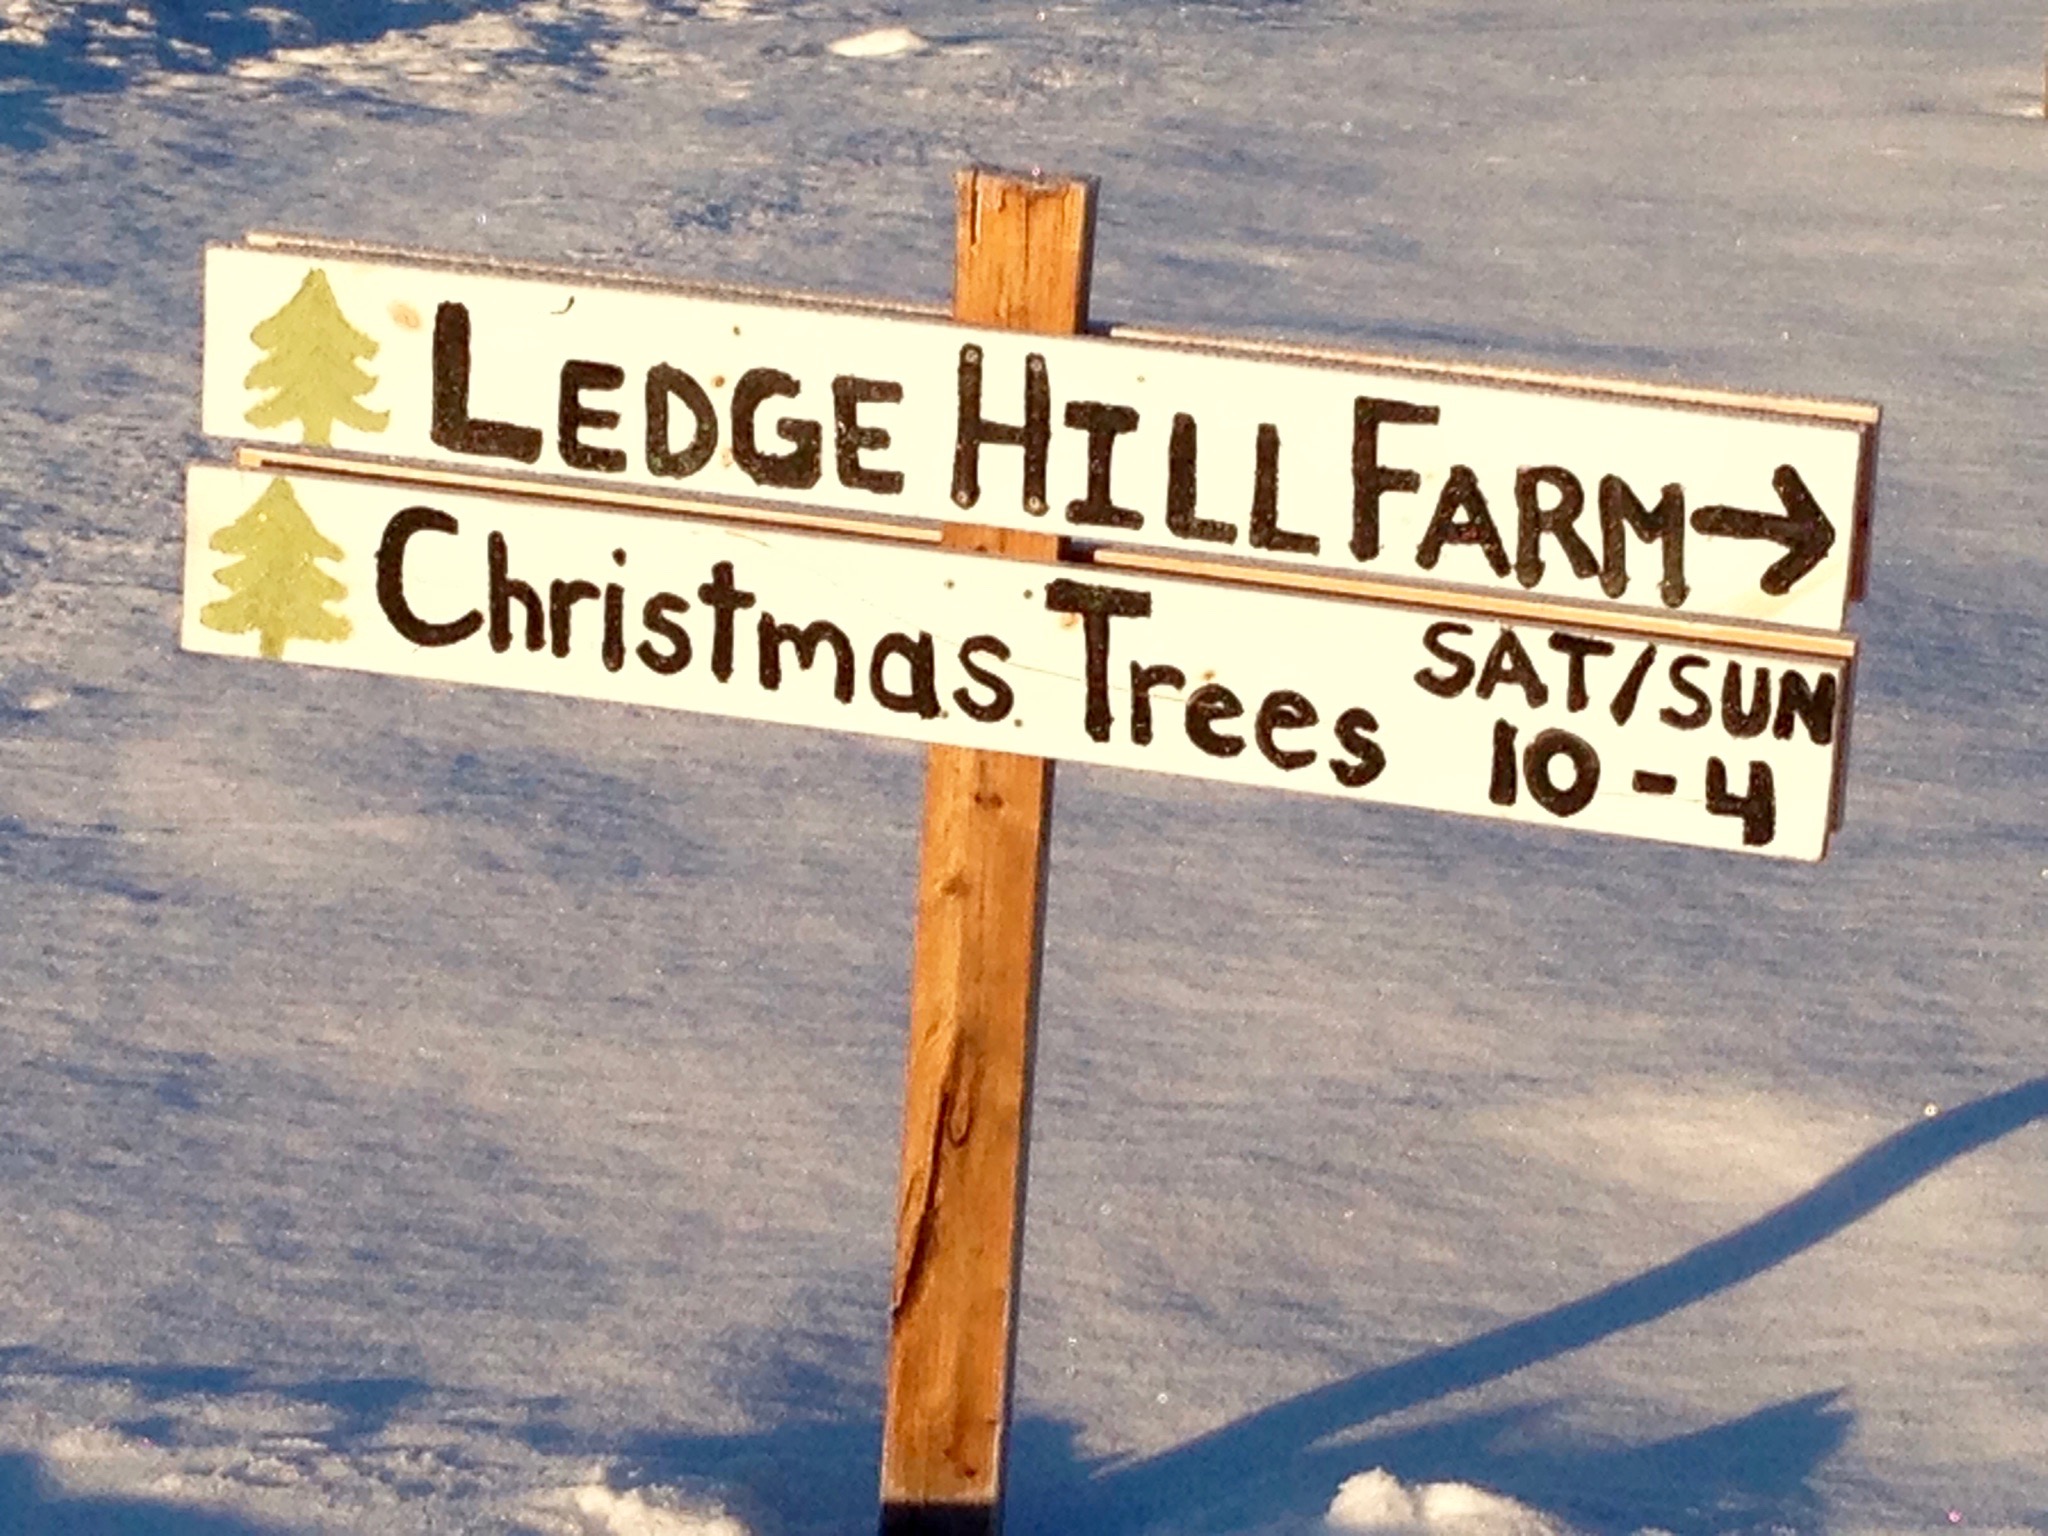 LEDGE HILL FARM→
Christmas Trees
SAT/SUN
10-4